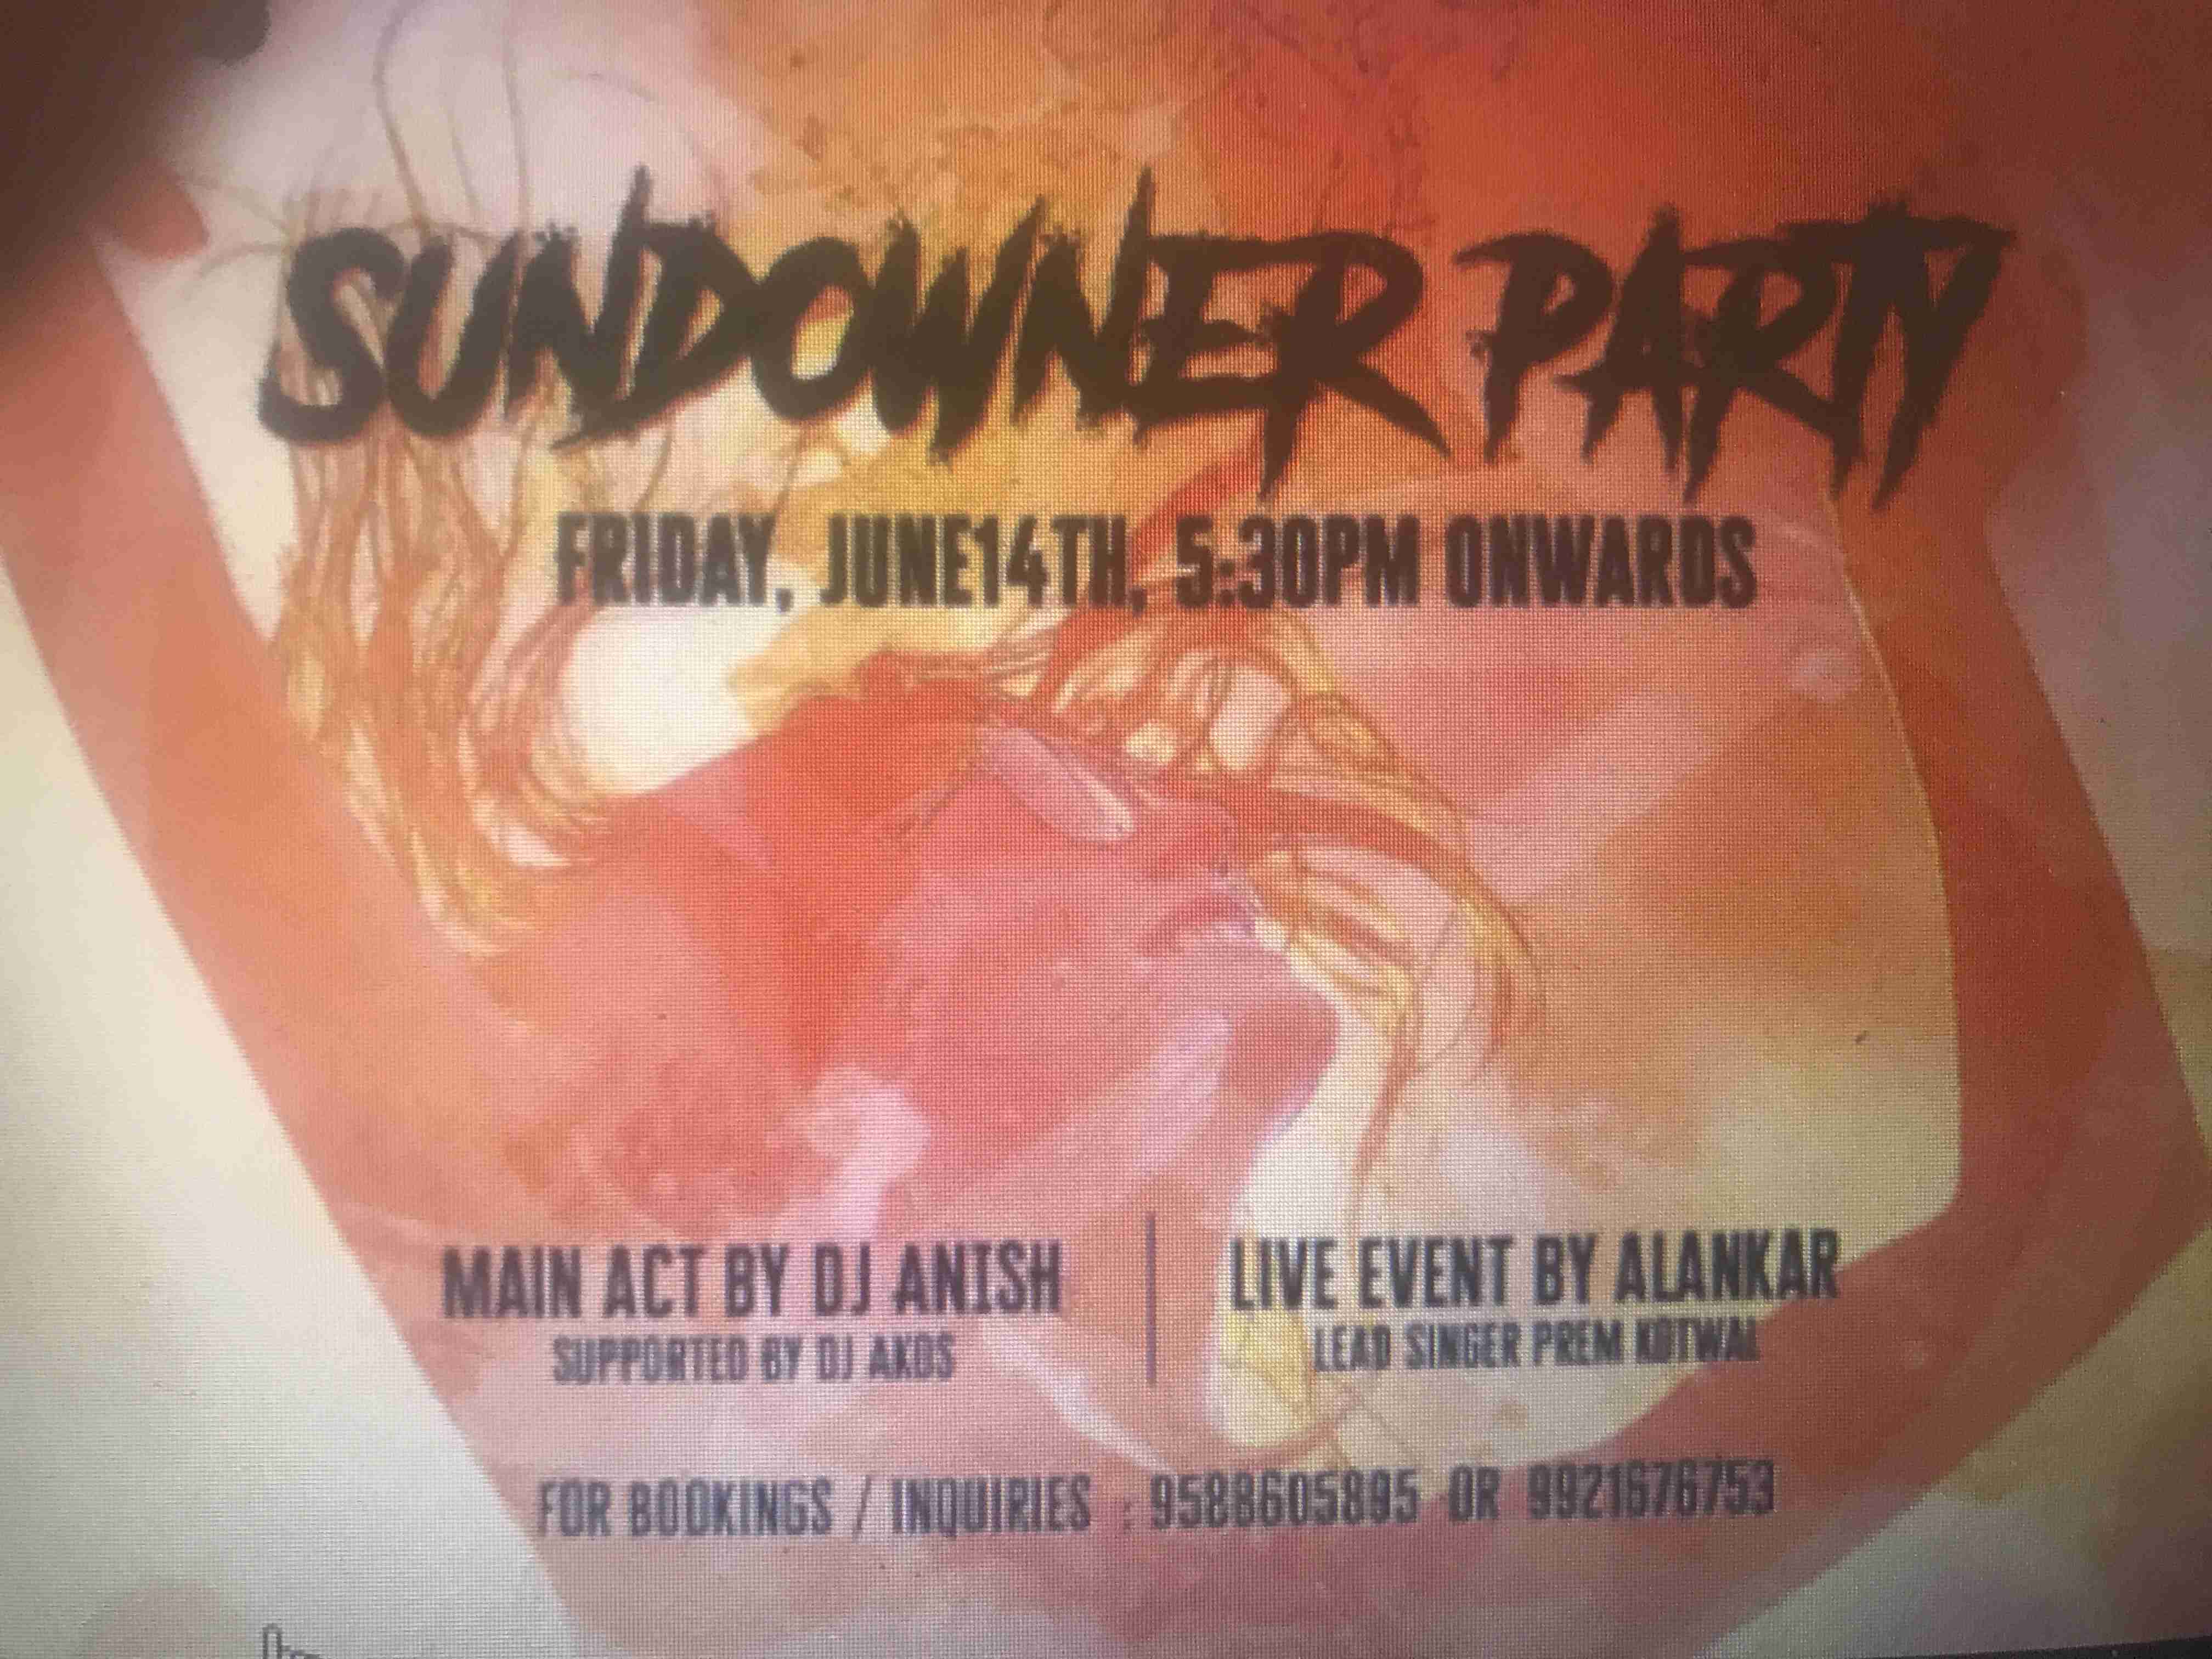 SUNDOWNER PARTY
FRIDAY, JUNE14TH, 5:30PM ONWARDS
MAIN ACT BY DJ ANISH
SUPPORTED BY DJ AKOS
LIVE EVENT BY ALANKAR
LEAD SINGER PREM KOTWAL
FOR BOOKINGS / INQUIRIES : 9588605895 OR 9921676753